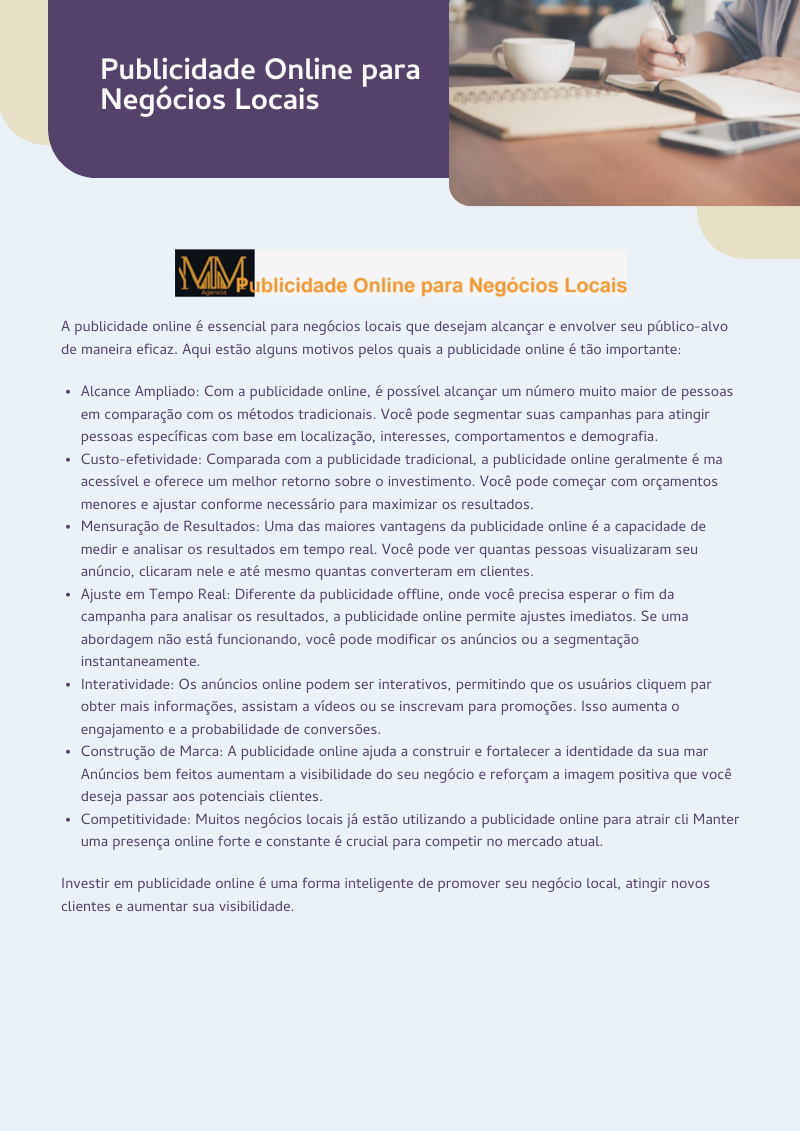 Publicidade Online para
Negócios Locais
MM
Agencia
Publicidade Online para Negócios Locais
A publicidade online é essencial para negócios locais que desejam alcançar e envolver seu público-alvo
de maneira eficaz. Aqui estão alguns motivos pelos quais a publicidade online é tão importante:
• Alcance Ampliado: Com a publicidade online, é possível alcançar um número muito maior de pessoas
em comparação com os métodos tradicionais. Você pode segmentar suas campanhas para atingir
pessoas específicas com base em localização, interesses, comportamentos e demografia.
• Custo-efetividade: Comparada com a publicidade tradicional, a publicidade online geralmente é ma
acessível e oferece um melhor retorno sobre o investimento. Você pode começar com orçamentos
menores e ajustar conforme necessário para maximizar os resultados.
• Mensuração de Resultados: Uma das maiores vantagens da publicidade online é a capacidade de
medir e analisar os resultados em tempo real. Você pode ver quantas pessoas visualizaram seu
anúncio, clicaram nele e até mesmo quantas converteram em clientes.
• Ajuste em Tempo Real: Diferente da publicidade offline, onde você precisa esperar o fim da
campanha para analisar os resultados, a publicidade online permite ajustes imediatos. Se uma
abordagem não está funcionando, você pode modificar os anúncios ou a segmentação
instantaneamente.
• Interatividade: Os anúncios online podem ser interativos, permitindo que os usuários cliquem par
obter mais informações, assistam a vídeos ou se inscrevam para promoções. Isso aumenta o
engajamento e a probabilidade de conversões.
• Construção de Marca: A publicidade online ajuda a construir e fortalecer a identidade da sua mar
Anúncios bem feitos aumentam a visibilidade do seu negócio e reforçam a imagem positiva que você
deseja passar aos potenciais clientes.
• Competitividade: Muitos negócios locais já estão utilizando a publicidade online para atrair cli Manter
uma presença online forte e constante é crucial para competir no mercado atual.
Investir em publicidade online é uma forma inteligente de promover seu negócio local, atingir novos
clientes e aumentar sua visibilidade.